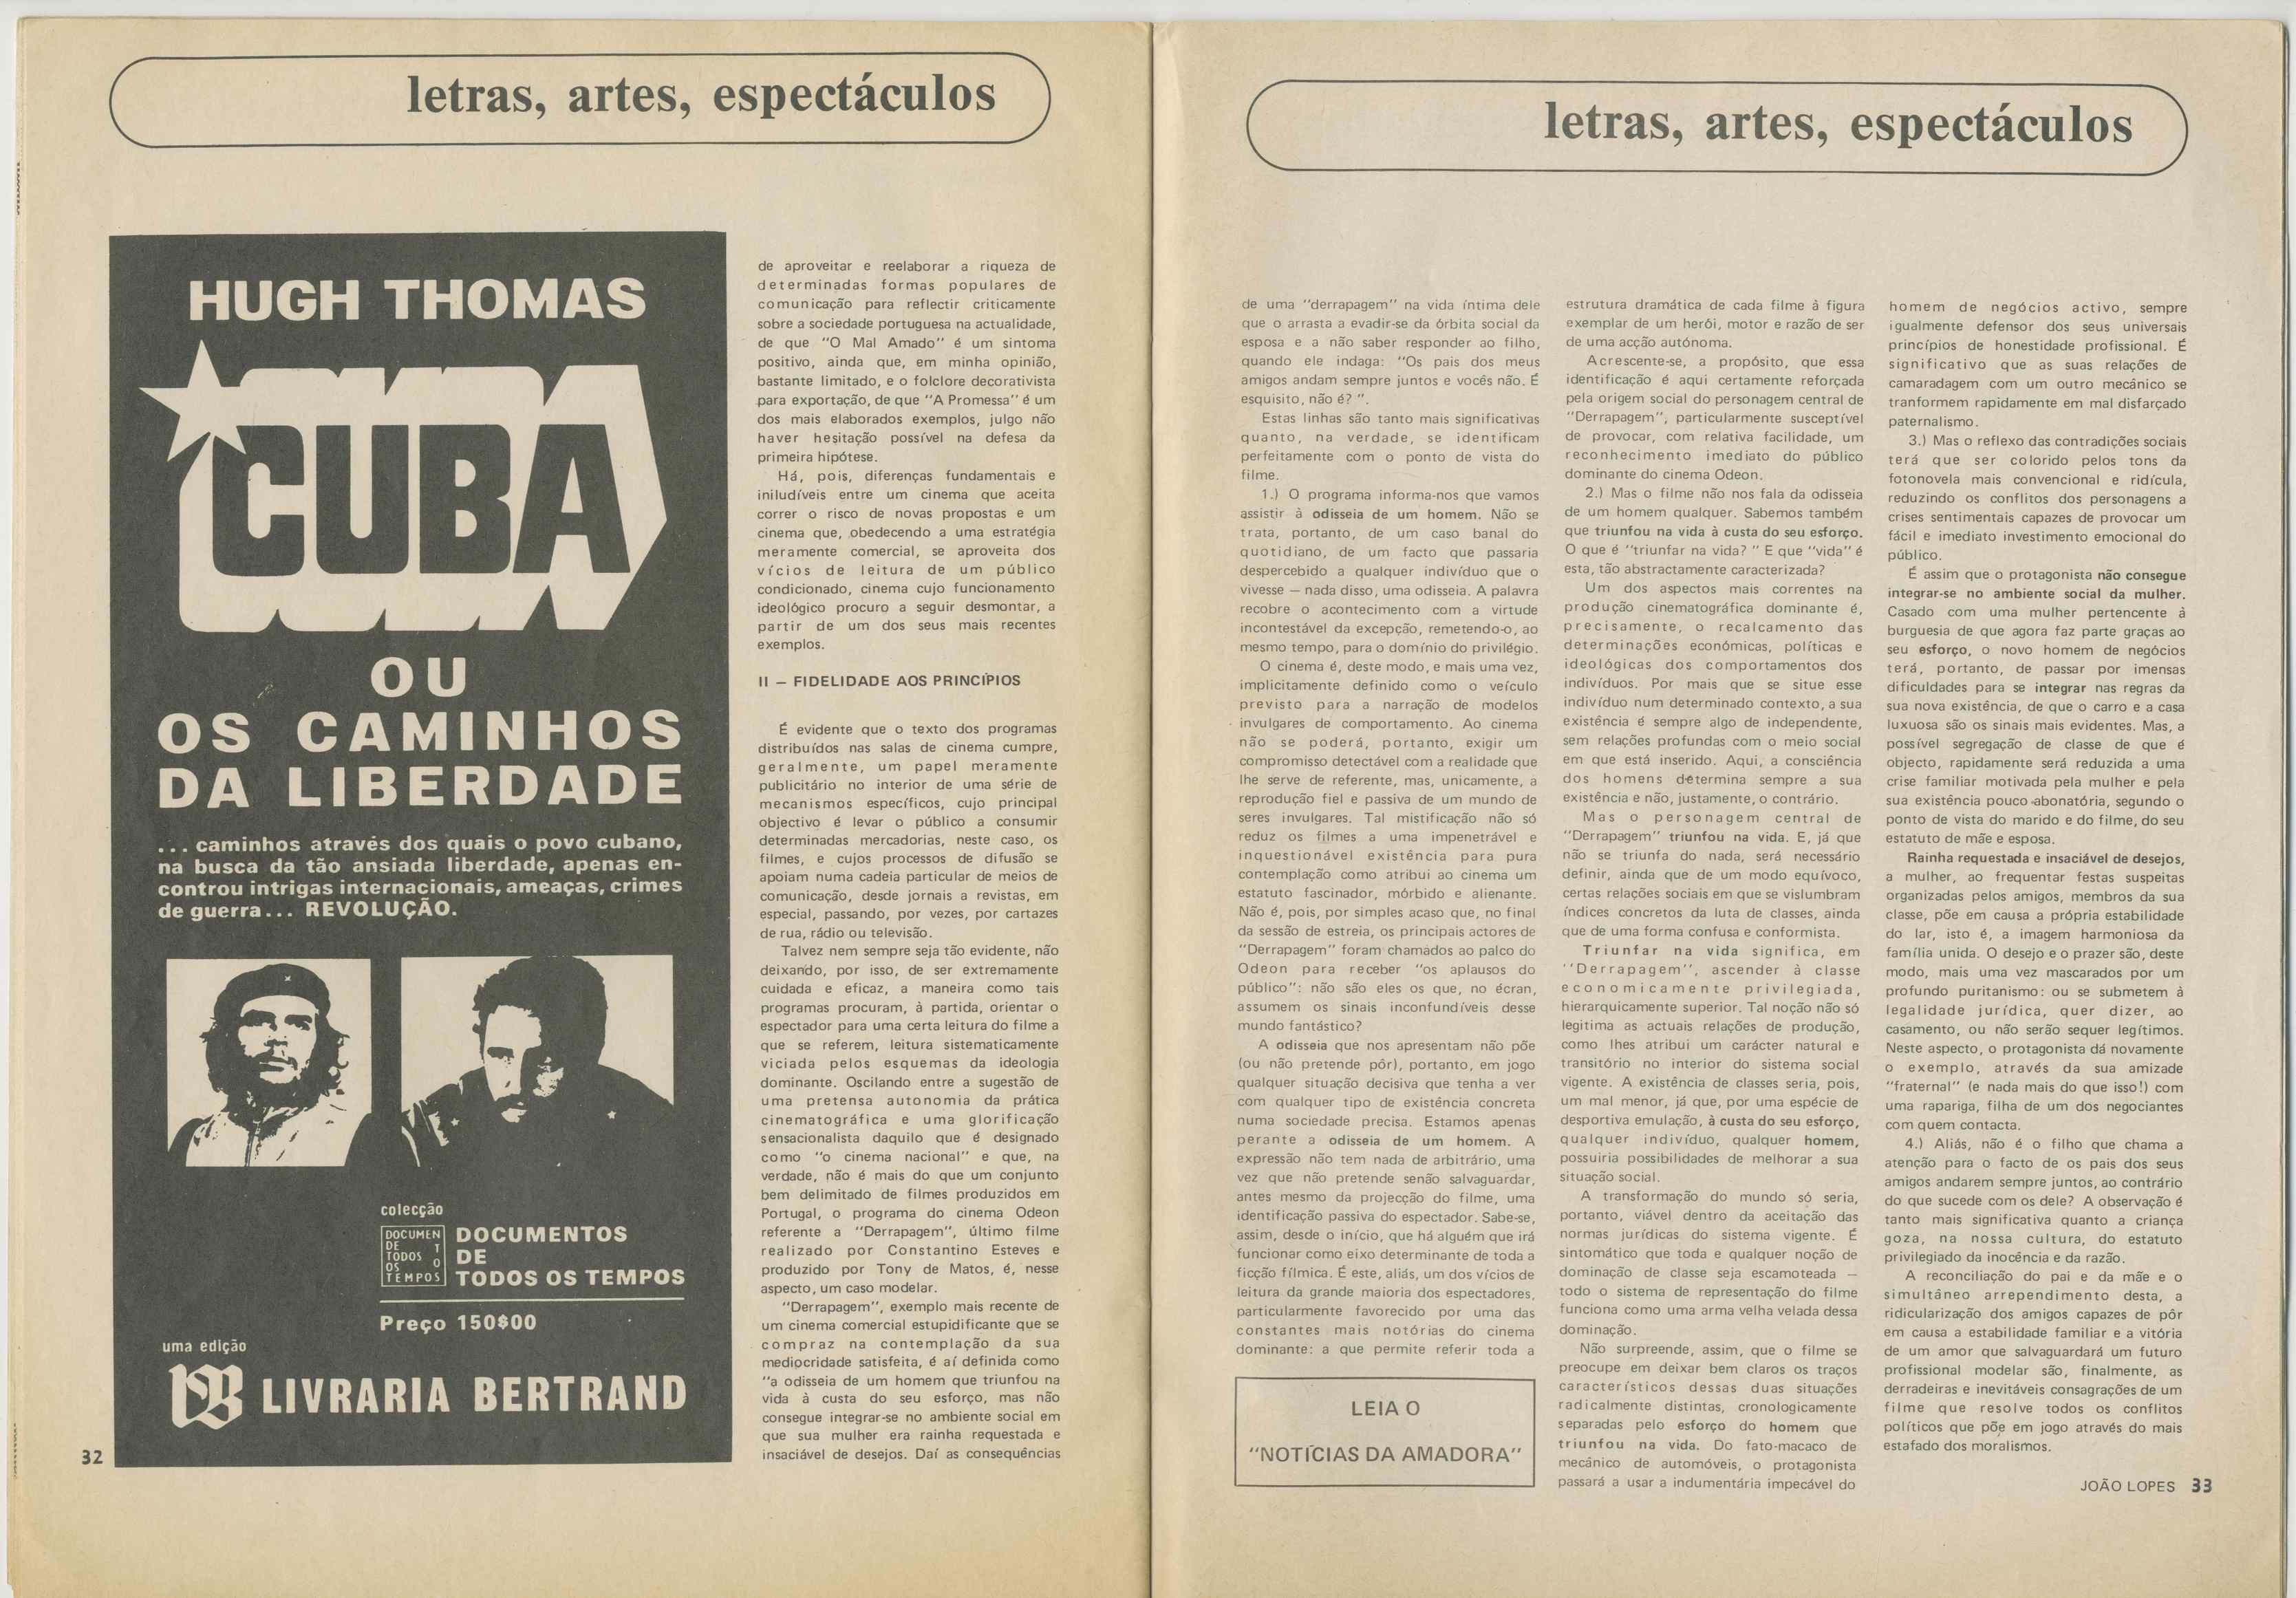 letras, artes, espectáculos
HUGH THOMAS
CUBA
OU
OS CAMINHOS
DA LIBERDADE
... caminhos através dos quais o povo cubano,
na busca da tão ansiada liberdade, apenas en-
controu intrigas internacionais, ameaças, crimes
de guerra... REVOLUÇÃO.
colecção
DOCUMEN
DE T
TODOS O
OS
TEMPOS
DOCUMENTOS
DE
TODOS OS TEMPOS
Preço 150$00
uma edição
LIVRARIA BERTRAND
32
de aproveitar e reelaborar a riqueza de
determinadas formas populares de
comunicação para reflectir criticamente
sobre a sociedade portuguesa na actualidade,
de que "O Mal Amado" é um sintoma
positivo, ainda que, em minha opinião,
bastante limitado, e o folclore decorativista
para exportação, de que "A Promessa" é um
dos mais elaborados exemplos, julgo não
haver hesitação possível na defesa da
primeira hipótese.
Há, pois, diferenças fundamentais e
iniludíveis entre um cinema que aceita
correr o risco de novas propostas e um
cinema que, obedecendo a uma estratégia
meramente comercial, se aproveita dos
vícios de leitura de um público
condicionado, cinema cujo funcionamento
ideológico procuro a seguir desmontar, a
partir de um dos seus mais recentes
exemplos.
II – FIDELIDADE AOS PRINCÍPIOS
É evidente que o texto dos programas
distribuídos nas salas de cinema cumpre,
geralmente, um papel meramente
publicitário no interior de uma série de
mecanismos específicos, cujo principal
objectivo é levar o público a consumir
determinadas mercadorias, neste caso, os
filmes, e cujos processos de difusão se
apoiam numa cadeia particular de meios de
comunicação, desde jornais a revistas, em
especial, passando, por vezes, por cartazes
de rua, rádio ou televisão.
Talvez nem sempre seja tão evidente, não
deixando, por isso, de ser extremamente
cuidada e eficaz, a maneira como tais
programas procuram, à partida, orientar o
espectador para uma certa leitura do filme a
que se referem, leitura sistematicamente
viciada pelos esquemas da ideologia
dominante. Oscilando entre a sugestão de
uma pretensa autonomia da prática
cinematográfica e uma glorificação
sensacionalista daquilo que é designado
como "o cinema nacional" e que, na
verdade, não é mais do que um conjunto
bem delimitado de filmes produzidos em
Portugal, o programa do cinema Odeon
referente a "Derrapagem", último filme
realizado por Constantino Esteves e
produzido por Tony de Matos, é, nesse
aspecto, um caso modelar.
"Derrapagem", exemplo mais recente de
um cinema comercial estupidificante que se
compraz na contemplação da sua
mediocridade satisfeita, é aí definida como
"a odisseia de um homem que triunfou na
vida à custa do seu esforço, mas não
consegue integrar-se no ambiente social em
que sua mulher era rainha requestada e
insaciável de desejos. Daí as consequências
letras, artes, espectáculos
de uma "derrapagem" na vida íntima dele
que o arrasta a evadir-se da órbita social da
esposa e a não saber responder ao filho,
quando ele indaga: "Os pais dos meus
amigos andam sempre juntos e vocês não. É
esquisito, não é? ".
Estas linhas são tanto mais significativas
quanto, na verdade, se identificam
perfeitamente com o ponto de vista do
filme.
1.) O programa informa-nos que vamos
assistir à odisseia de um homem. Não se
trata, portanto, de um caso banal do
quotidiano, de um facto que passaria
despercebido a qualquer indivíduo que o
vivesse — nada disso, uma odisseia. A palavra
recobre o acontecimento com a virtude
incontestável da excepção, remetendo-o, ao
mesmo tempo, para o domínio do privilégio.
O cinema é, deste modo, e mais uma vez,
implicitamente definido como o veículo
previsto para a narração de modelos
invulgares de comportamento. Ao cinema
não se poderá, portanto, exigir um
compromisso detectável com a realidade que
lhe serve de referente, mas, unicamente, a
reprodução fiel e passiva de um mundo de
seres invulgares. Tal mistificação não só
reduz os filmes a uma impenetrável e
inquestionável existência para pura
contemplação como atribui ao cinema um
estatuto fascinador, mórbido e alienante.
Não é, pois, por simples acaso que, no final
da sessão de estreia, os principais actores de
"Derrapagem" foram chamados ao palco do
Odeon para receber "os aplausos do
público": não são eles os que, no écran,
assumem os sinais inconfundíveis desse
mundo fantástico?
A odisseia que nos apresentam não põe
(ou não pretende pôr), portanto, em jogo
qualquer situação decisiva que tenha a ver
com qualquer tipo de existência concreta
numa sociedade precisa. Estamos apenas
perante a odisseia de um homem. A
expressão não tem nada de arbitrário, uma
vez que não pretende senão salvaguardar,
antes mesmo da projecção do filme, uma
identificação passiva do espectador. Sabe-se,
assim, desde o início, que há alguém que irá
funcionar como eixo determinante de toda a
ficção fílmica. É este, aliás, um dos vícios de
leitura da grande maioria dos espectadores,
particularmente favorecido por uma das
constantes mais notórias do cinema
dominante: a que permite referir toda a
LEIA O
"NOTÍCIAS DA AMADORA"
estrutura dramática de cada filme à figura
exemplar de um herói, motor e razão de ser
de uma acção autónoma.
Acrescente-se, a propósito, que essa
identificação é aqui certamente reforçada
pela origem social do personagem central de
"Derrapagem", particularmente susceptível
de provocar, com relativa facilidade, um
reconhecimento imediato do público
dominante do cinema Odeon.
2.) Mas o filme não nos fala da odisseia
de um homem qualquer. Sabemos também
que triunfou na vida à custa do seu esforço.
O que é "triunfar na vida? " E que "vida" é
esta, tão abstractamente caracterizada?
Um dos aspectos mais correntes na
produção cinematográfica dominante é,
precisamente, o recalcamento das
determinações económicas, políticas e
ideológicas dos comportamentos dos
indivíduos. Por mais que se situe esse
indivíduo num determinado contexto, a sua
existência é sempre algo de independente,
sem relações profundas com o meio social
em que está inserido. Aqui, a consciência
dos homens determina sempre a sua
existência e não, justamente, o contrário.
Mas o personagem central de
"Derrapagem" triunfou na vida. E, já que
não se triunfa do nada, será necessário
definir, ainda que de um modo equívoco,
certas relações sociais em que se vislumbram
índices concretos da luta de classes, ainda
que de uma forma confusa e conformista.
Triunfar na vida significa, em
"Derrapagem", ascender à classe
economicamente privilegiada,
hierarquicamente superior. Tal noção não só
legitima as actuais relações de produção,
como lhes atribui um carácter natural e
transitório no interior do sistema social
vigente. A existência de classes seria, pois,
um mal menor, já que, por uma espécie de
desportiva emulação, à custa do seu esforço,
qualquer indivíduo, qualquer homem,
possuiria possibilidades de melhorar a sua
situação social.
A transformação do mundo só seria,
portanto, viável dentro da aceitação das
normas jurídicas do sistema vigente. É
sintomático que toda e qualquer noção de
dominação de classe seja escamoteada —
todo o sistema de representação do filme
funciona como uma arma velha velada dessa
dominação.
Não surpreende, assim, que o filme se
preocupe em deixar bem claros os traços
característicos dessas duas situações
radicalmente distintas, cronologicamente
separadas pelo esforço do homem que
triunfou na vida. Do fato-macaco de
mecânico de automóveis, o protagonista
passará a usar a indumentária impecável do
homem de negócios activo, sempre
igualmente defensor dos seus universais
princípios de honestidade profissional. É
significativo que as suas relações de
camaradagem com um outro mecânico se
tranformem rapidamente em mal disfarçado
paternalismo.
3.) Mas o reflexo das contradições sociais
terá que ser colorido pelos tons da
fotonovela mais convencional e ridícula,
reduzindo os conflitos dos personagens a
crises sentimentais capazes de provocar um
fácil e imediato investimento emocional do
público.
É assim que o protagonista não consegue
integrar-se no ambiente social da mulher.
Casado com uma mulher pertencente à
burguesia de que agora faz parte graças ao
seu esforço, o novo homem de negócios
terá, portanto, de passar por imensas
dificuldades para se integrar nas regras da
sua nova existência, de que o carro e a casa
luxuosa são os sinais mais evidentes. Mas, a
possível segregação de classe de que é
objecto, rapidamente será reduzida a uma
crise familiar motivada pela mulher e pela
sua existência pouco abonatória, segundo o
ponto de vista do marido e do filme, do seu
estatuto de mãe e esposa.
Rainha requestada e insaciável de desejos,
a mulher, ao frequentar festas suspeitas
organizadas pelos amigos, membros da sua
classe, põe em causa a própria estabilidade
do lar, isto é, a imagem harmoniosa da
família unida. O desejo e o prazer são, deste
modo, mais uma vez mascarados por um
profundo puritanismo: ou se submetem à
legalidade jurídica, quer dizer, ao
casamento, ou não serão sequer legítimos.
Neste aspecto, o protagonista dá novamente
o exemplo, através da sua amizade
"fraternal" (e nada mais do que isso!) com
uma rapariga, filha de um dos negociantes
com quem contacta.
4.) Aliás, não é o filho que chama a
atenção para o facto de os pais dos seus
amigos andarem sempre juntos, ao contrário
do que sucede com os dele? A observação é
tanto mais significativa quanto a criança
goza, na nossa cultura, do estatuto
privilegiado da inocência e da razão.
A reconciliação do pai e da mãe e o
simultâneo arrependimento desta, a
ridicularização dos amigos capazes de pôr
em causa a estabilidade familiar e a vitória
de um amor que salvaguardará um futuro
profissional modelar são, finalmente, as
derradeiras e inevitáveis consagrações de um
filme que resolve todos os conflitos
políticos que põe em jogo através do mais
estafado dos moralismos.
JOÃO LOPES 33